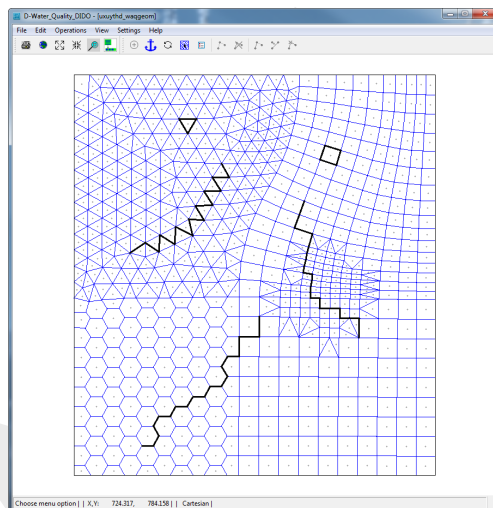 D-Water_Quality_DIDO - [uxuythd_waqgeom]
File Edit Operations View Settings Help
Choose menu option | | X,Y: 724.317, 784.158 | | Cartesian |